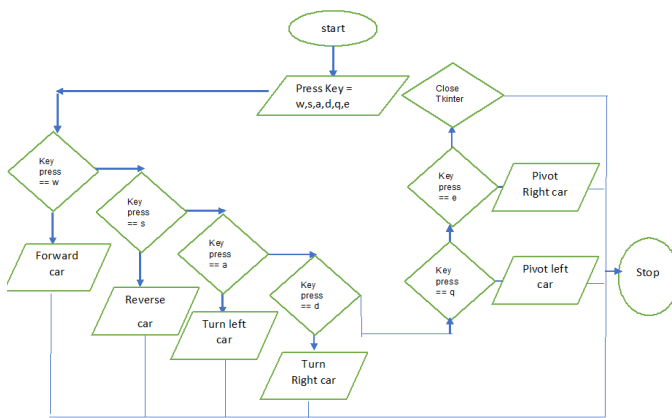 start
Press Key =
w,s,a,d,q,e
Close
Tkinter
Key
press
== w
Key
press
== s
Key
press
== a
Key
press
== d
Key
press
== e
Key
press
== q
Pivot
Right car
Pivot left
car
Stop
Forward
car
Reverse
car
Turn left
car
Turn
Right car